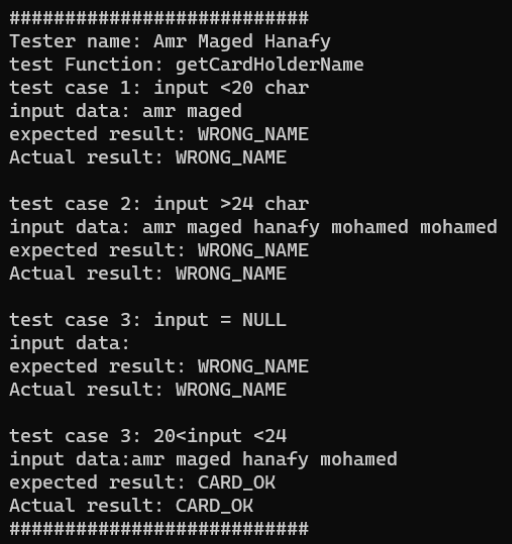 ###########################
Tester name: Amr Maged Hanafy
test Function: getCardHolderName
test case 1: input <20 char
input data: amr maged
expected result: WRONG_NAME
Actual result: WRONG_NAME

test case 2: input >24 char
input data: amr maged hanafy mohamed mohamed
expected result: WRONG_NAME
Actual result: WRONG_NAME

test case 3: input = NULL
input data:
expected result: WRONG_NAME
Actual result: WRONG_NAME

test case 3: 20<input <24
input data:amr maged hanafy mohamed
expected result: CARD_OK
Actual result: CARD_OK
###########################